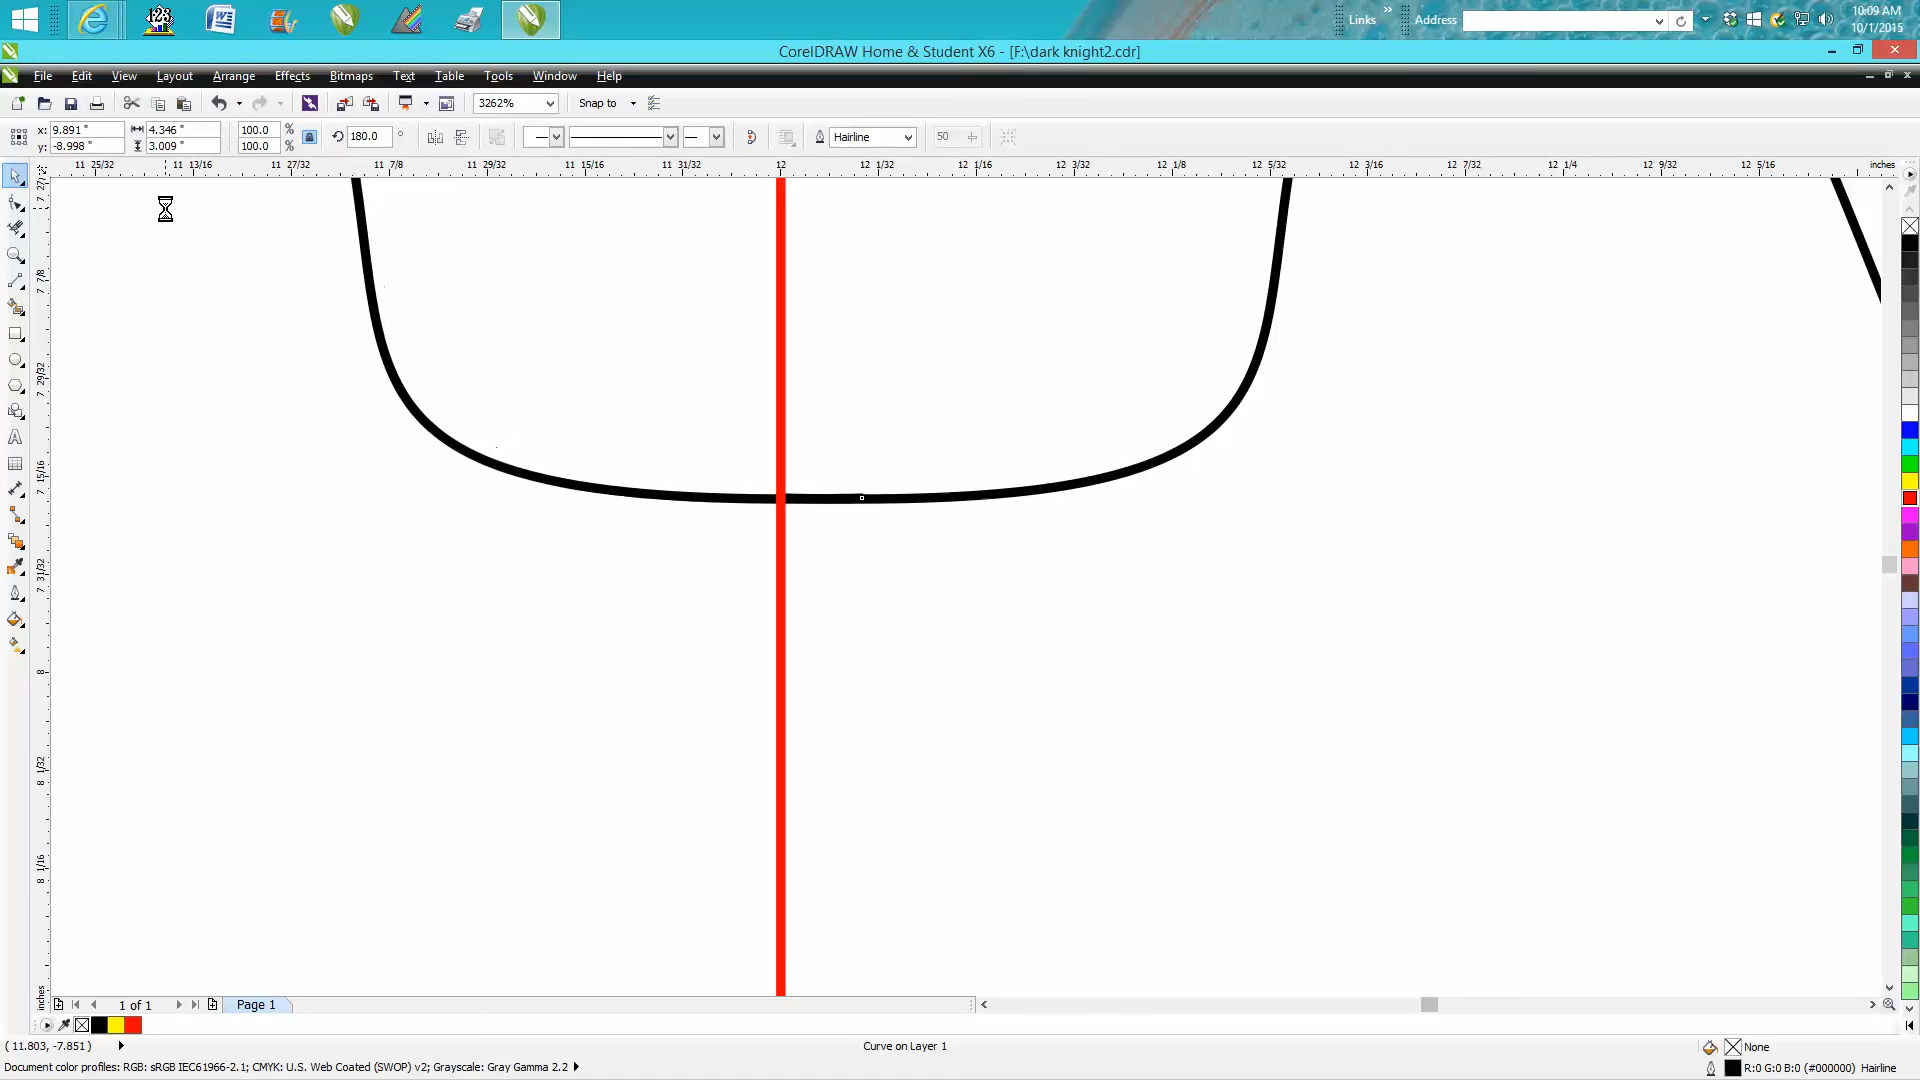 Links » Address
10:09 AM
10/1/2015
CorelDRAW Home & Student X6 - [F:\dark knight2.cdr]
File Edit View Layout Arrange Effects Bitmaps Text Table Tools Window Help
3262% Snap to
x: 9.891 " 4.346 " 100.0 % 180.0 ° Hairline 50
y: -8.998 " 3.009 " 100.0 %
11 25/32 11 13/16 11 27/32 11 7/8 11 29/32 11 15/16 11 31/32 12 12 1/32 12 1/16 12 3/32 12 1/8 12 5/32 12 3/16 12 7/32 12 1/4 12 9/32 12 5/16 inches
7 7/8
7 29/32
7 15/16
7 31/32
8
8 1/32
8 1/16
inches
1 of 1 Page 1
( 11.803, -7.851 ) Curve on Layer 1 None
Document color profiles: RGB: sRGB IEC61966-2.1; CMYK: U.S. Web Coated (SWOP) v2; Grayscale: Gray Gamma 2.2 R:0 G:0 B:0 (#000000) Hairline